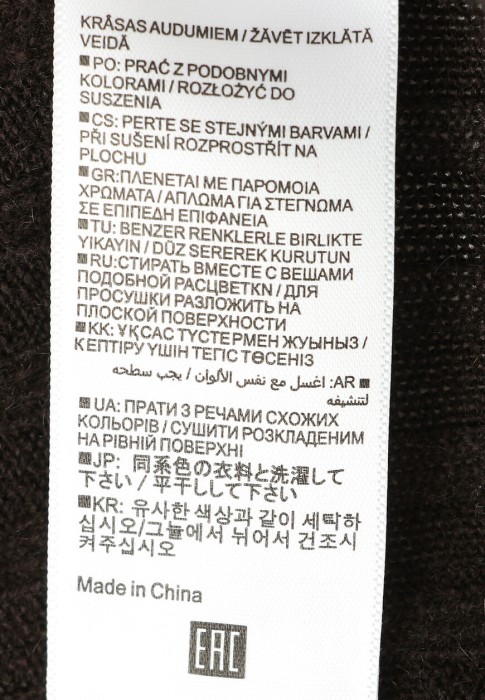 KRĀSAS AUDUMIEM / ŽĀVĒT IZKLĀTĀ
VEIDĀ
PO: PRAĆ Z PODOBNYMI
KOLORAMI / ROZŁOŻYĆ DO
SUSZENIA
CS: PERTE SE STEJNÝMI BARVAMI /
PŘI SUŠENÍ ROZPROSTŘÍT NA
PLOCHU
GR:ΠΛΕΝΕΤΑΙ ΜΕ ΠΑΡΟΜΟΙΑ
ΧΡΩΜΑΤΑ / ΑΠΛΩΜΑ ΓΙΑ ΣΤΕΓΝΩΜΑ
ΣΕ ΕΠΙΠΕΔΗ ΕΠΙΦΑΝΕΙΑ
TU: BENZER RENKLERLE BIRLIKTE
YIKAYIN / DÜZ SEREREK KURUTUN
RU:СТИРАТЬ ВМЕСТЕ С ВЕЩАМИ
ПОДОБНОЙ РАСЦВЕТКN / ДЛЯ
ПРОСУШКИ РАЗЛОЖИТЬ НА
ПЛОСКОЙ ПОВЕРХНОСТИ
KK: ҰҚСАС ТҮСТЕРМЕН ЖУЫНЫЗ /
КЕПТІРУ ҮШІН ТЕГІС ТӨСЕНІЗ
AR: اغسل مع نفس الألوان / يجب سطحه
لتنشيفه
UA: ПРАТИ З РЕЧАМИ СХОЖИХ
КОЛЬОРІВ / СУШИТИ РОЗКЛАДЕНИМ
НА РІВНІЙ ПОВЕРХНІ
JP: 同系色の衣料と洗濯して
下さい / 平干しして下さい
KR: 유사한 색상과 같이 세탁하
십시오/그늘에서 뉘어서 건조시
켜주십시오
Made in China
EAC